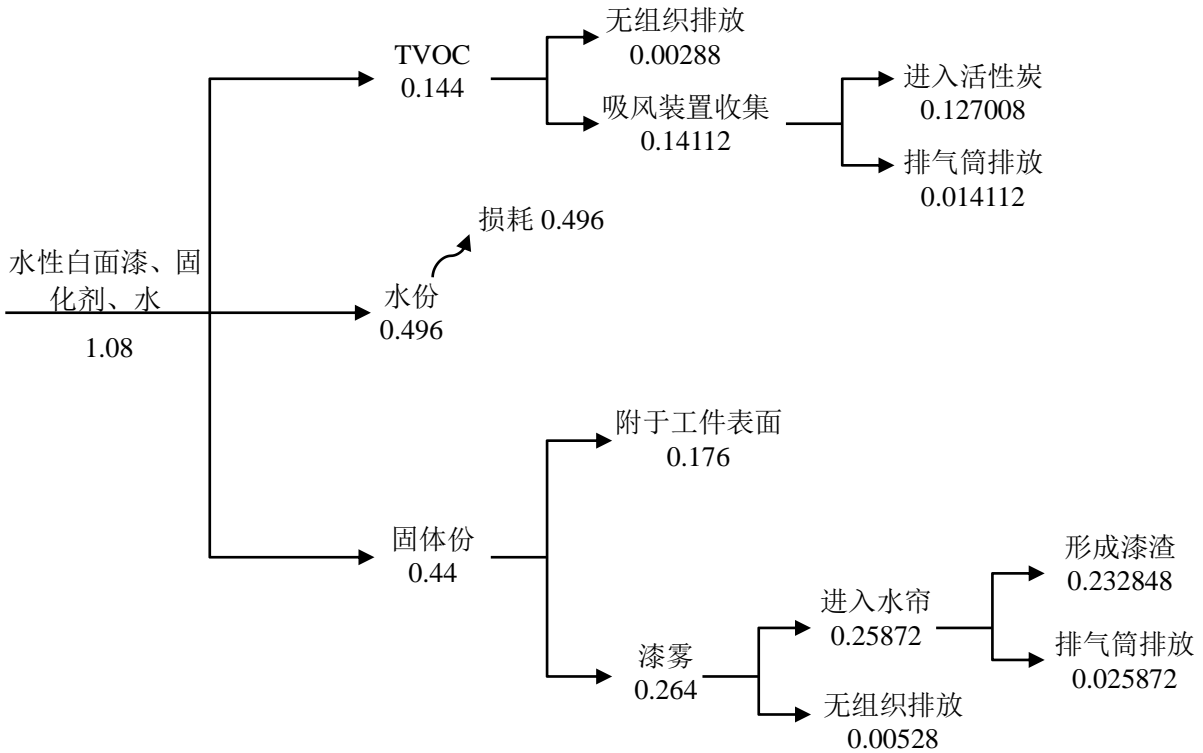 无组织排放
0.00288
TVOC
0.144
吸风装置收集
0.14112
进入活性炭
0.127008
排气筒排放
0.014112
损耗 0.496
水性白面漆、固
化剂、水
1.08
水份
0.496
附于工件表面
0.176
固体份
0.44
形成漆渣
0.232848
进入水帘
0.25872
排气筒排放
0.025872
漆雾
0.264
无组织排放
0.00528